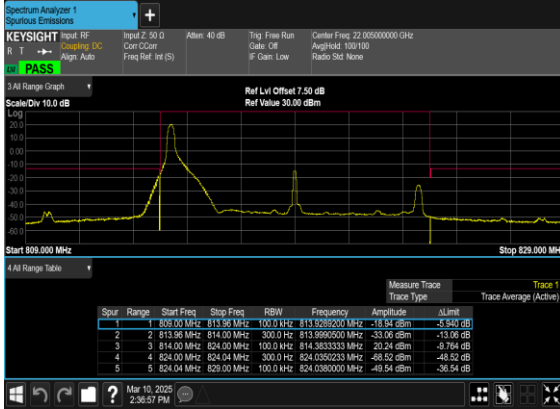 Spectrum Analyzer 1
Spurious Emissions
KEYSIGHT Input: RF Input Z: 50 Ω Atten: 40 dB Trig: Free Run Center Freq: 22.005000000 GHz
R T Coupling: DC Corr CCorr Gate: Off Avg|Hold: 100/100
Align: Auto Freq Ref: Int (S) IF Gain: Low Radio Std: None
PASS
3 All Range Graph
Ref Lvl Offset 7.50 dB
Scale/Div 10.0 dB Ref Value 30.00 dBm
Log
20.0
10.0
0.00
-10.0
-20.0
-30.0
-40.0
-50.0
-60.0
Start 809.000 MHz Stop 829.000 MH
4 All Range Table
Measure Trace Trace 1
Trace Type Trace Average (Active)
Spur Range Start Freq Stop Freq RBW Frequency Amplitude ΔLimit
1 1 809.00 MHz 813.96 MHz 100.0 kHz 813.9289200 MHz -18.94 dBm -5.940 dB
2 2 813.96 MHz 814.00 MHz 300.0 Hz 813.9990500 MHz -33.06 dBm -13.06 dB
3 3 814.00 MHz 824.00 MHz 100.0 kHz 814.3833333 MHz 20.24 dBm -9.764 dB
4 4 824.00 MHz 824.04 MHz 300.0 Hz 824.0350233 MHz -68.52 dBm -48.52 dB
5 5 824.04 MHz 829.00 MHz 100.0 kHz 824.0380000 MHz -49.54 dBm -36.54 dB
Mar 10, 2025
2:36:57 PM